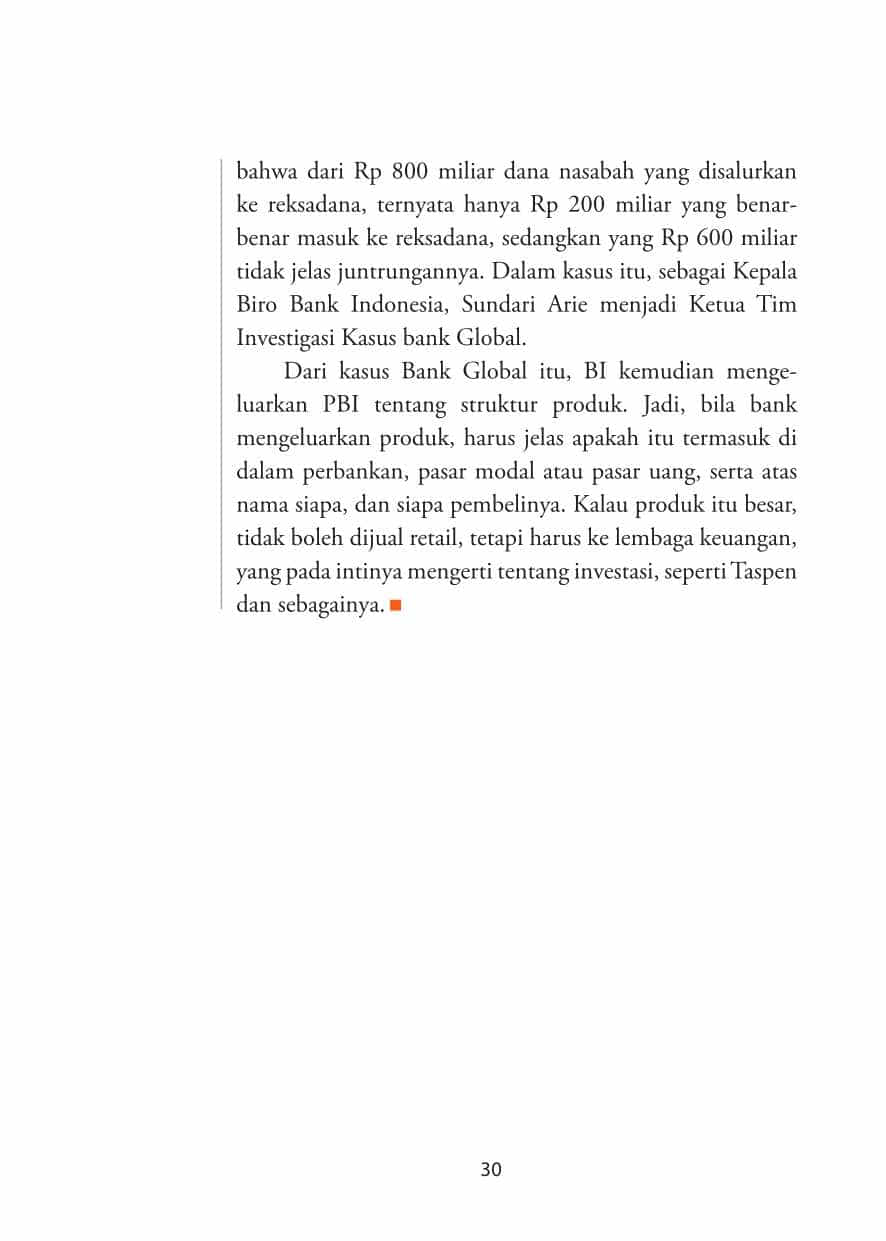 bahwa dari Rp 800 miliar dana nasabah yang disalurkan
ke reksadana, ternyata hanya Rp 200 miliar yang benar-
benar masuk ke reksadana, sedangkan yang Rp 600 miliar
tidak jelas juntrungannya. Dalam kasus itu, sebagai Kepala
Biro Bank Indonesia, Sundari Arie menjadi Ketua Tim
Investigasi Kasus bank Global.
Dari kasus Bank Global itu, BI kemudian menge-
luarkan PBI tentang struktur produk. Jadi, bila bank
mengeluarkan produk, harus jelas apakah itu termasuk di
dalam perbankan, pasar modal atau pasar uang, serta atas
nama siapa, dan siapa pembelinya. Kalau produk itu besar,
tidak boleh dijual retail, tetapi harus ke lembaga keuangan,
yang pada intinya mengerti tentang investasi, seperti Taspen
dan sebagainya.
30